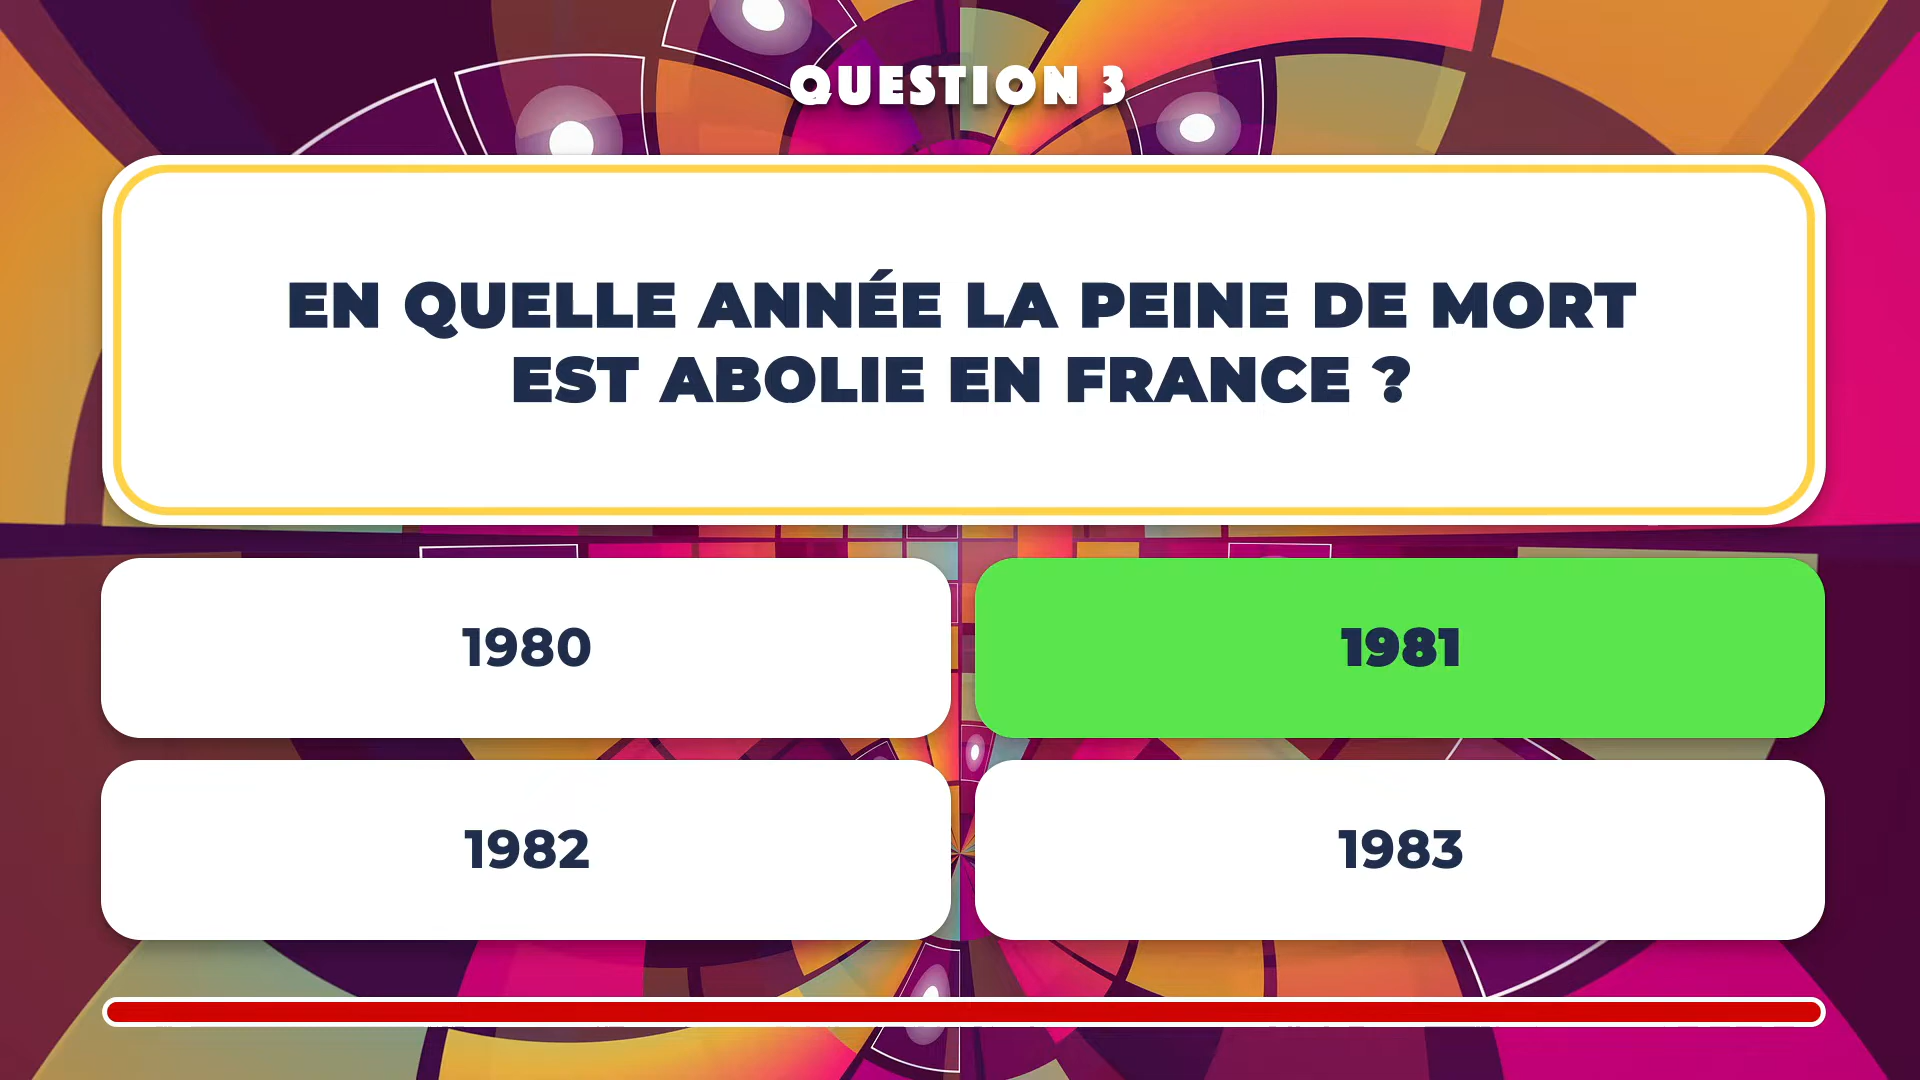 QUESTION 3
EN QUELLE ANNÉE LA PEINE DE MORT
EST ABOLIE EN FRANCE ?
1980
1981
1982
1983